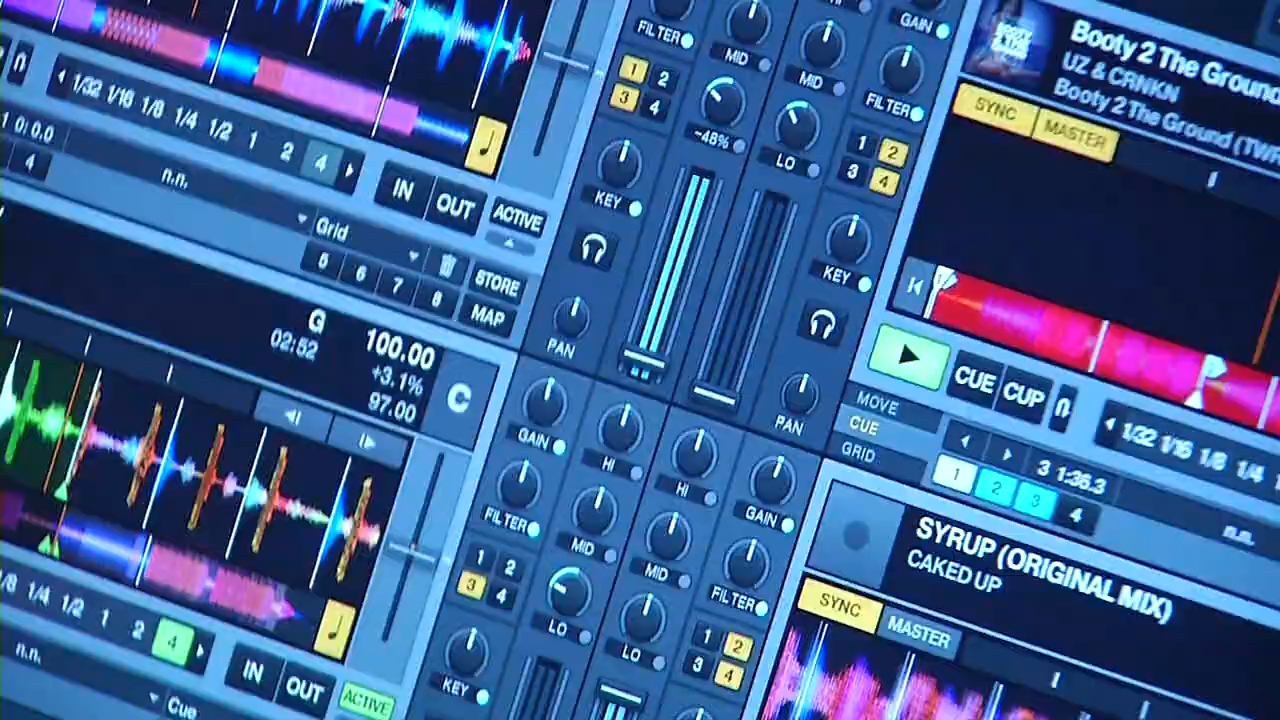 1/32 1/16 1/8 1/4 1/2 1 2 4
1 0: 0.0
4
n.n.
IN OUT ACTIVE
Grid
5 6 7 8
STORE
MAP
G
02:52
100.00
+3.1%
97.00
C
1/8 1/4 1/2 1 2 4
n.n.
IN OUT ACTIVE
Cue
FILTER
MID
MID
GAIN
FILTER
1 2
3 4
-48%
LO
1 2
3 4
KEY
KEY
PAN
PAN
GAIN
HI
HI
GAIN
FILTER
MID
MID
FILTER
1 2
3 4
LO
LO
1 2
3 4
KEY
BOOTY
Booty 2 The Ground
UZ & CRNKN
Booty 2 The Ground
SYNC MASTER
CUE CUP
1/32 1/16 1/8 1/4
MOVE
CUE
GRID
3 1:36.3
1 2 3 4
n.n.
SYRUP (ORIGINAL MIX)
CAKED UP
SYNC MASTER